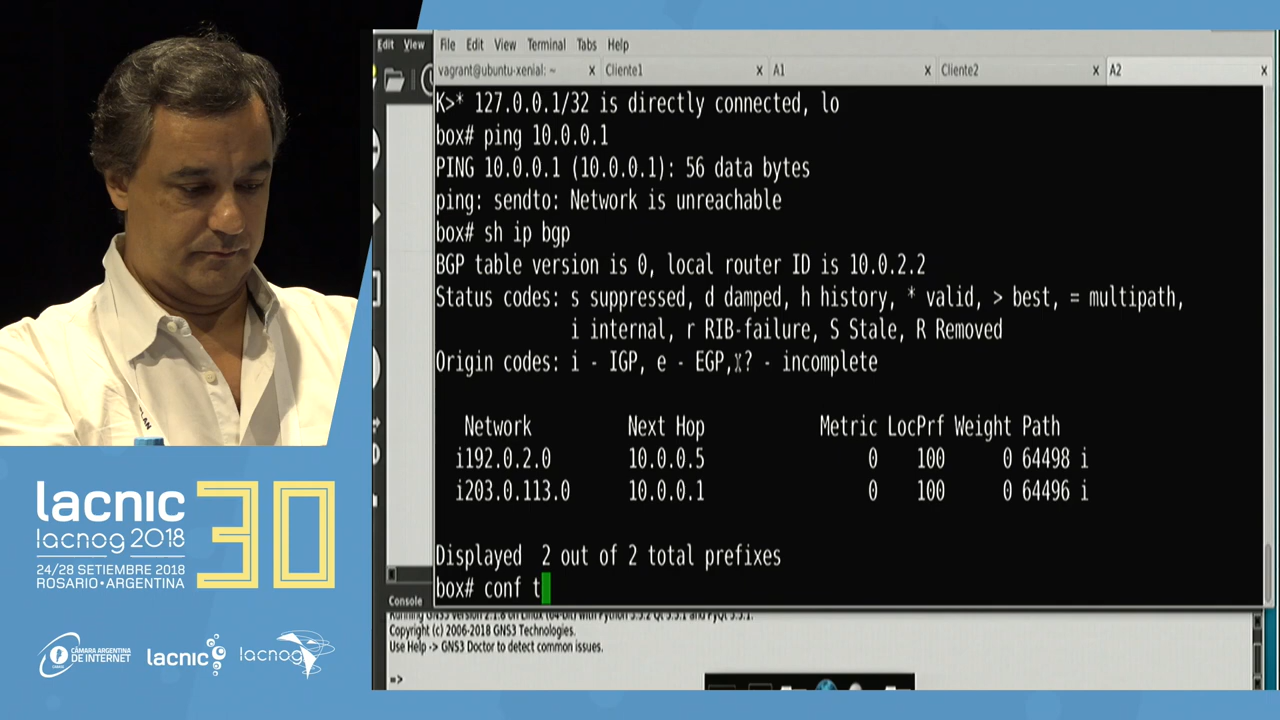 Edit View
File Edit View Terminal Tabs Help
vagrant@ubuntu-xenial: ~ x Cliente1 x A1 x Cliente2 x A2 x
K>* 127.0.0.1/32 is directly connected, lo
box# ping 10.0.0.1
PING 10.0.0.1 (10.0.0.1): 56 data bytes
ping: sendto: Network is unreachable
box# sh ip bgp
BGP table version is 0, local router ID is 10.0.2.2
Status codes: s suppressed, d damped, h history, * valid, > best, = multipath,
i internal, r RIB-failure, S Stale, R Removed
Origin codes: i - IGP, e - EGP, ? - incomplete
Network Next Hop Metric LocPrf Weight Path
i192.0.2.0 10.0.0.5 0 100 0 64498 i
i203.0.113.0 10.0.0.1 0 100 0 64496 i
Displayed 2 out of 2 total prefixes
box# conf t
Console
Copyright (c) 2006-2018 GNS3 Technologies.
Use Help -> GNS3 Doctor to detect common issues.
=>
lacnic 30
lacnog 2018
24/28 SETIEMBRE 2018
ROSARIO • ARGENTINA
CÁMARA ARGENTINA
DE INTERNET
lacnic
lacnog